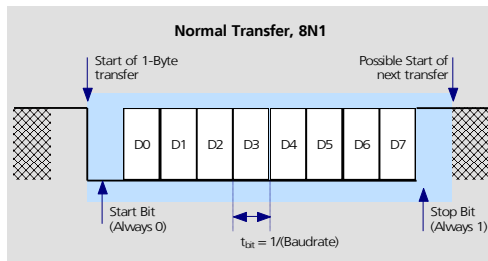 Normal Transfer, 8N1
Start of 1-Byte
transfer
Possible Start of
next transfer
D0 D1 D2 D3 D4 D5 D6 D7
Start Bit
(Always 0)
tbit = 1/(Baudrate)
Stop Bit
(Always 1)